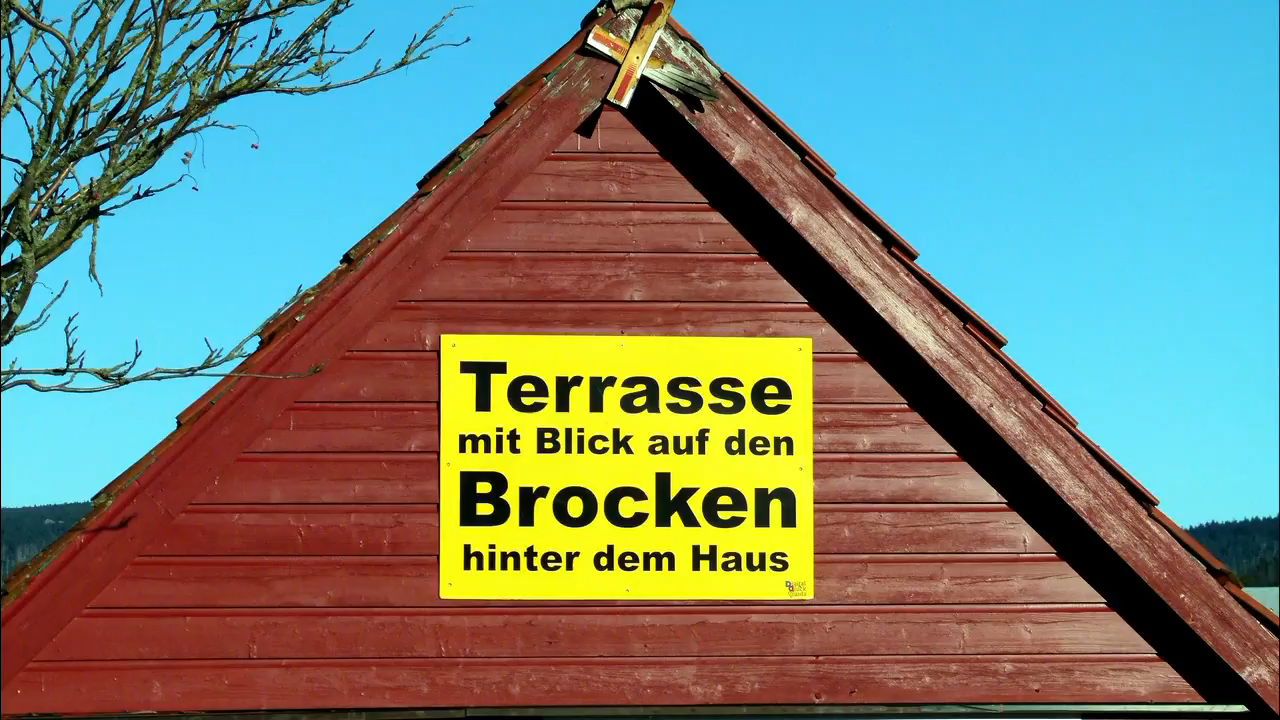 Terrasse
mit Blick auf den
Brocken
hinter dem Haus